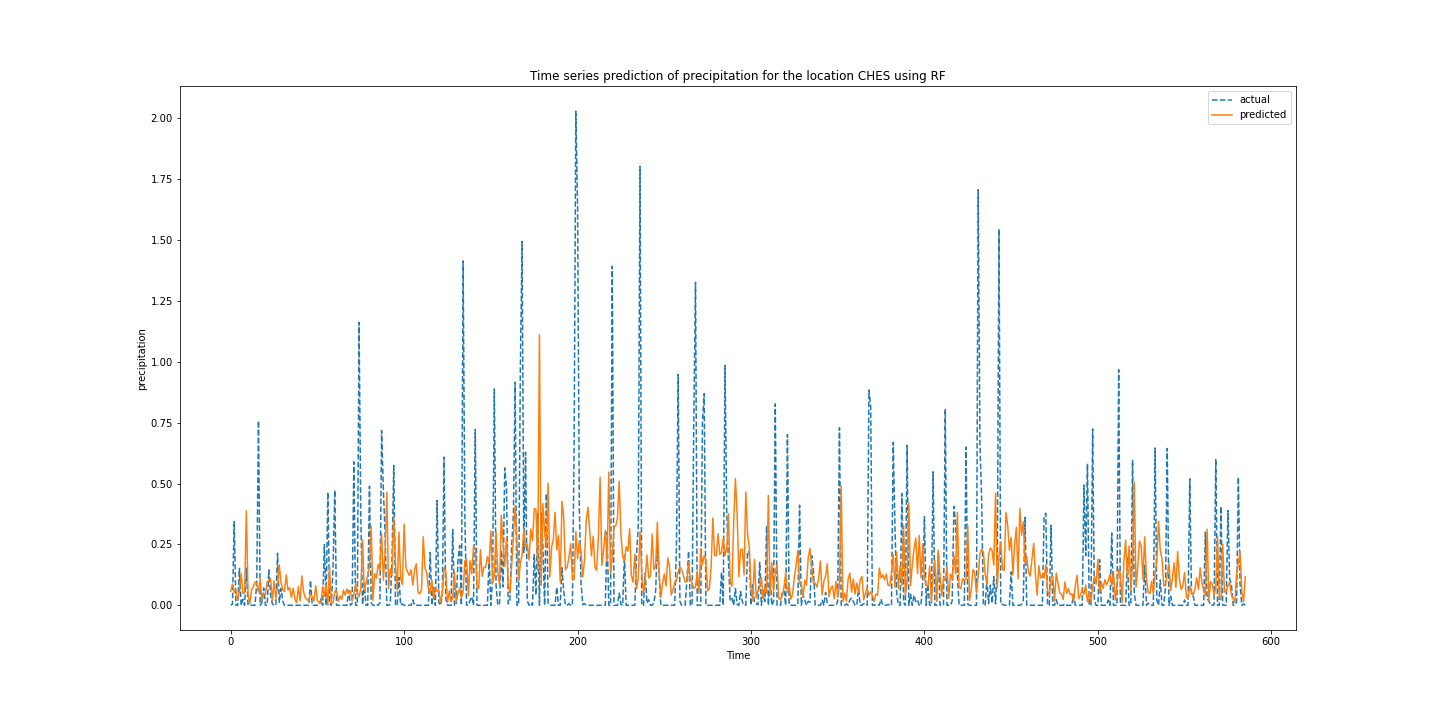 Time series prediction of precipitation for the location CHES using RF
actual
predicted
2.00
1.75
1.50
1.25
1.00
0.75
0.50
0.25
0.00
precipitation
0 100 200 300 400 500 600
Time